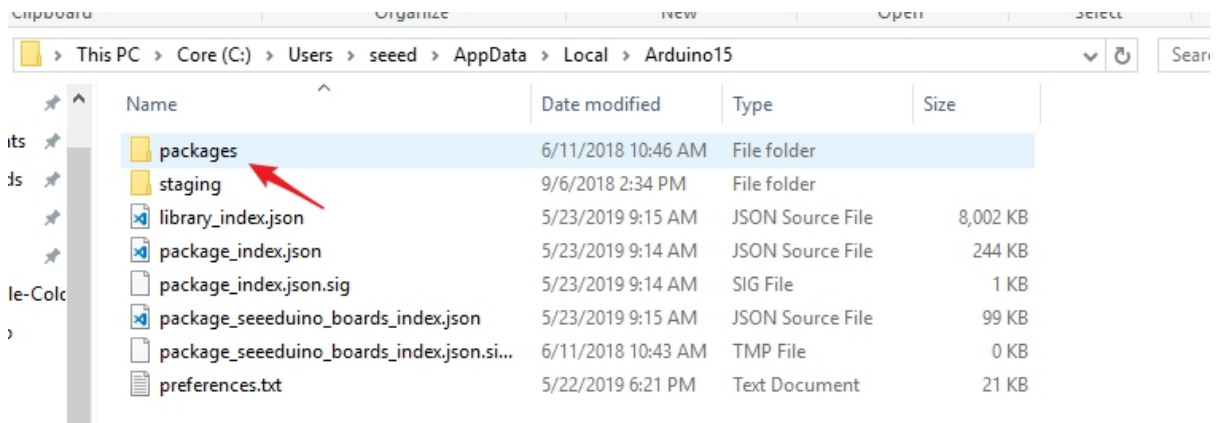 Clipboard Organize New Open Select
This PC > Core (C:) > Users > seeed > AppData > Local > Arduino15
Name Date modified Type Size
packages 6/11/2018 10:46 AM File folder
staging 9/6/2018 2:34 PM File folder
library_index.json 5/23/2019 9:15 AM JSON Source File 8,002 KB
package_index.json 5/23/2019 9:14 AM JSON Source File 244 KB
package_index.json.sig 5/23/2019 9:14 AM SIG File 1 KB
package_seeeduino_boards_index.json 5/23/2019 9:15 AM JSON Source File 99 KB
package_seeeduino_boards_index.json.si... 6/11/2018 10:43 AM TMP File 0 KB
preferences.txt 5/22/2019 6:21 PM Text Document 21 KB